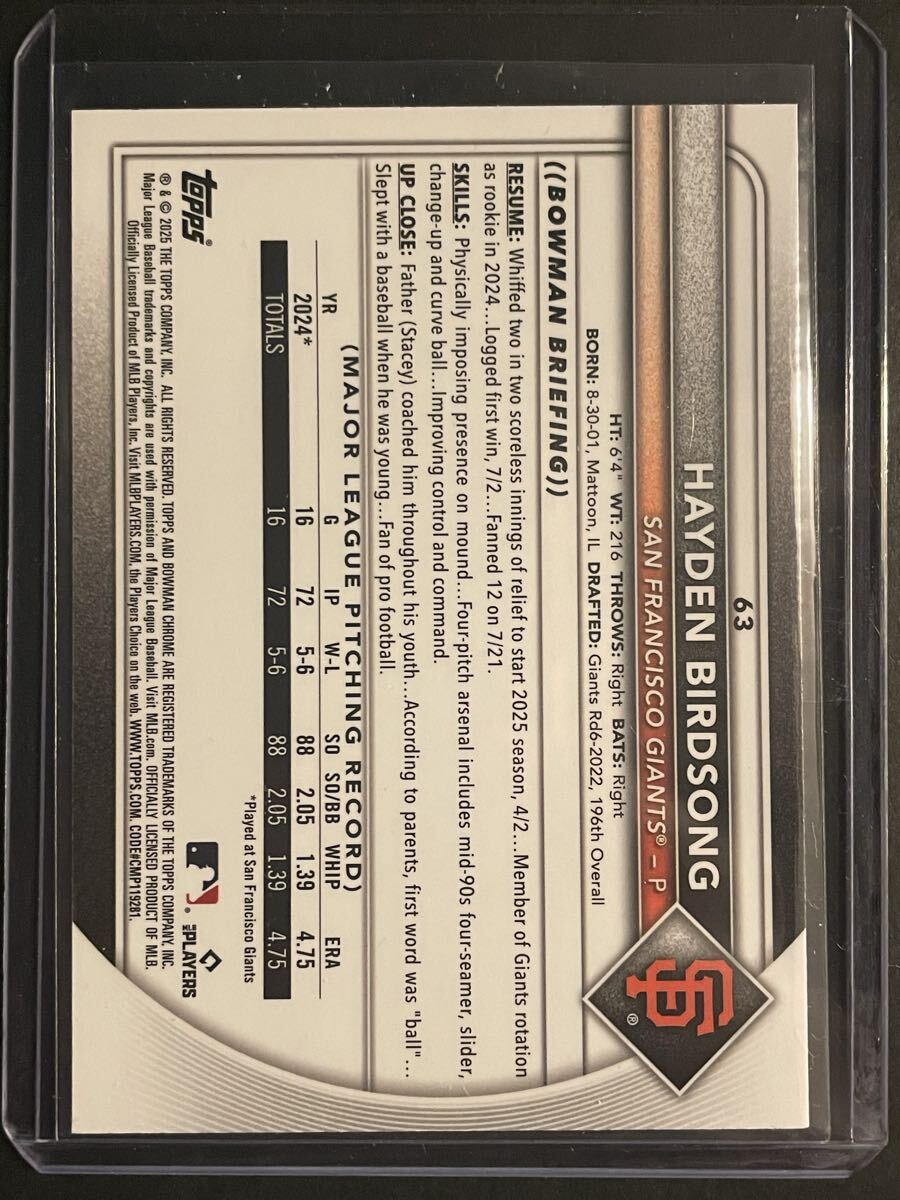 63
HAYDEN BIRDSONG
SAN FRANCISCO GIANTS® – P
HT: 6'4" WT: 216 THROWS: Right BATS: Right
BORN: 8-30-01, Mattoon, IL DRAFTED: Giants Rd6-2022, 196th Overall
SF ®
((BOWMAN BRIEFING))
RESUME: Whiffed two in two scoreless innings of relief to start 2025 season, 4/2...Member of Giants rotation
as rookie in 2024...Logged first win, 7/2...Fanned 12 on 7/21.
SKILLS: Physically imposing presence on mound...Four-pitch arsenal includes mid-90s four-seamer, slider,
change-up and curve ball...Improving control and command.
UP CLOSE: Father (Stacey) coached him throughout his youth...According to parents, first word was "ball"...
Slept with a baseball when he was young...Fan of pro football.
(MAJOR LEAGUE PITCHING RECORD)
YR G IP W-L SO SO/BB WHIP ERA
2024* 16 72 5-6 88 2.05 1.39 4.75
TOTALS 16 72 5-6 88 2.05 1.39 4.75
*Played at San Francisco Giants
topps®
® & © 2025 THE TOPPS COMPANY, INC. ALL RIGHTS RESERVED. TOPPS AND BOWMAN CHROME ARE REGISTERED TRADEMARKS OF THE TOPPS COMPANY, INC.
Major League Baseball trademarks and copyrights are used with permission of Major League Baseball. Visit MLB.com. OFFICIALLY LICENSED PRODUCT OF MLB.
Officially Licensed Product of MLB Players, Inc. Visit MLBPLAYERS.COM, the Players Choice on the web. WWW.TOPPS.COM. CODE#CMP119281.
®
MLB PLAYERS